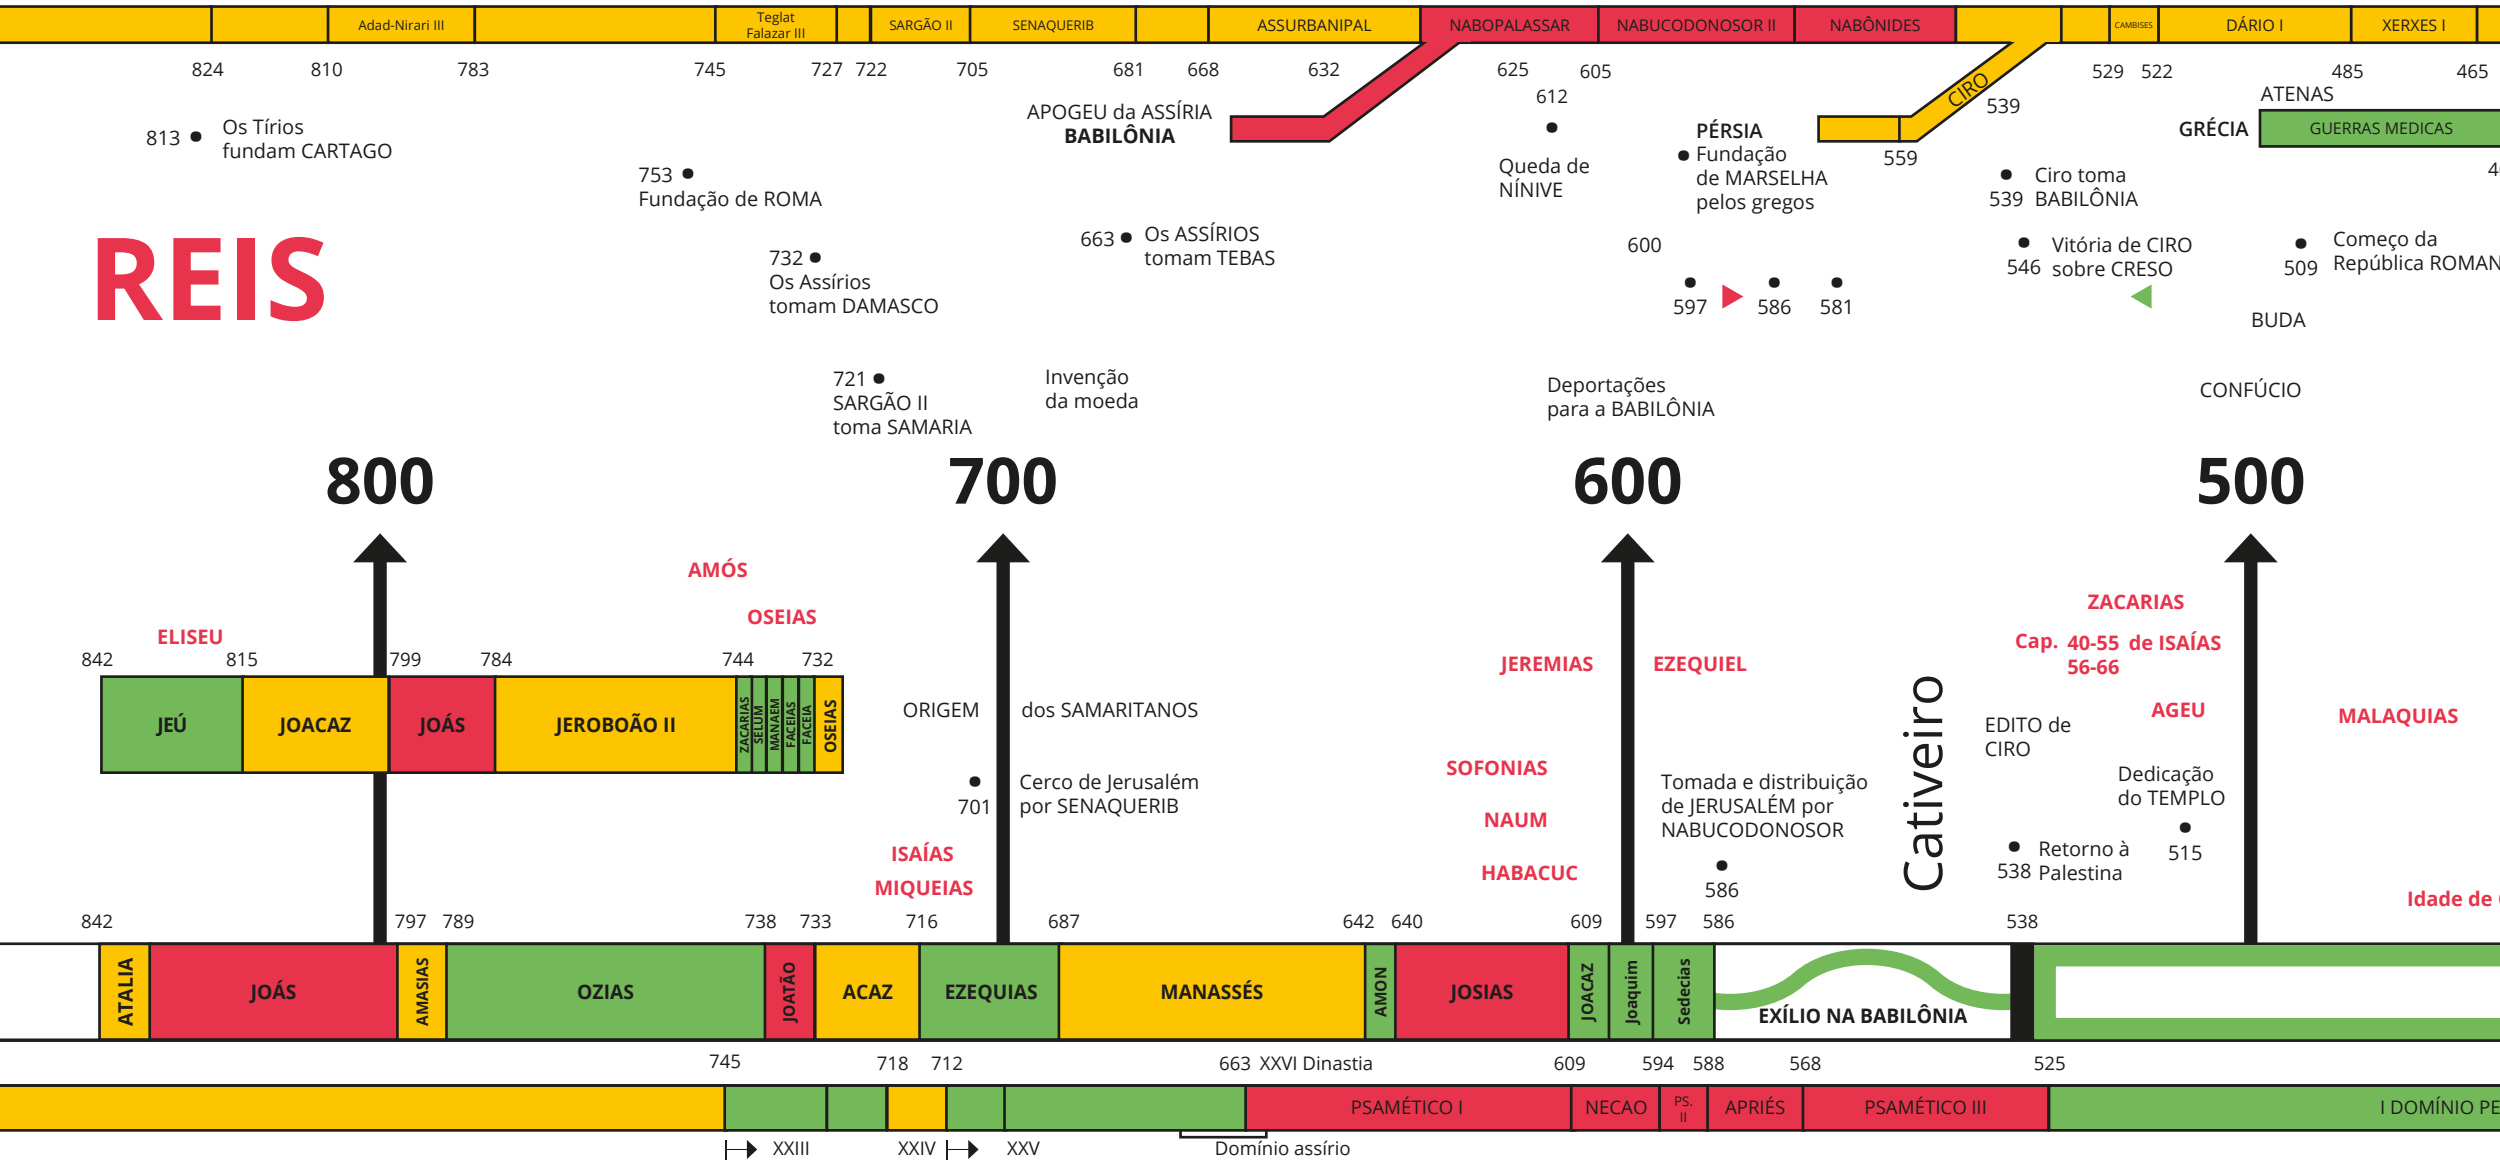 Adad-Nirari III
Teglat
Falazar III
SARGÃO II
SENAQUERIB
ASSURBANIPAL
NABOPALASSAR
NABUCODONOSOR II
NABÔNIDES
CAMBISES
DÁRIO I
XERXES I
824
810
783
745
727
722
705
681
668
632
625
605
529
522
485
465
CIRO
539
612
ATENAS
APOGEU da ASSÍRIA
BABILÔNIA
GRÉCIA
GUERRAS MEDICAS
813
Os Tírios
fundam CARTAGO
753
Fundação de ROMA
Queda de
NÍNIVE
PÉRSIA
Fundação
de MARSELHA
pelos gregos
559
539
Ciro toma
BABILÔNIA
REIS
732
Os Assírios
tomam DAMASCO
663
Os ASSÍRIOS
tomam TEBAS
600
597
586
581
546
Vitória de CIRO
sobre CRESO
509
Começo da
República ROMAN
BUDA
721
SARGÃO II
toma SAMARIA
Invenção
da moeda
Deportações
para a BABILÔNIA
CONFÚCIO
800
700
600
500
AMÓS
OSEIAS
ELISEU
ZACARIAS
Cap. 40-55 de ISAÍAS
56-66
JEREMIAS
EZEQUIEL
842
815
799
784
744
732
JEÚ
JOACAZ
JOÁS
JEROBOÃO II
ZACARIAS
SELUM
MANAEM
FACEIAS
FACEIA
OSEIAS
ORIGEM dos SAMARITANOS
Cativeiro
EDITO de
CIRO
AGEU
MALAQUIAS
701
Cerco de Jerusalém
por SENAQUERIB
SOFONIAS
NAUM
HABACUC
Tomada e distribuição
de JERUSALÉM por
NABUCODONOSOR
586
Dedicação
do TEMPLO
515
538
Retorno à
Palestina
ISAÍAS
MIQUEIAS
Idade de
842
797
789
738
733
716
687
642
640
609
597
586
538
ATALIA
JOÁS
AMASIAS
OZIAS
JOATÃO
ACAZ
EZEQUIAS
MANASSÉS
AMON
JOSIAS
JOACAZ
Joaquim
Sedecias
EXÍLIO NA BABILÔNIA
745
718
712
663
XXVI Dinastia
609
594
588
568
525
PSAMÉTICO I
NECAO
PS.
II
APRIÉS
PSAMÉTICO III
I DOMÍNIO PE
XXIII
XXIV
XXV
Domínio assírio